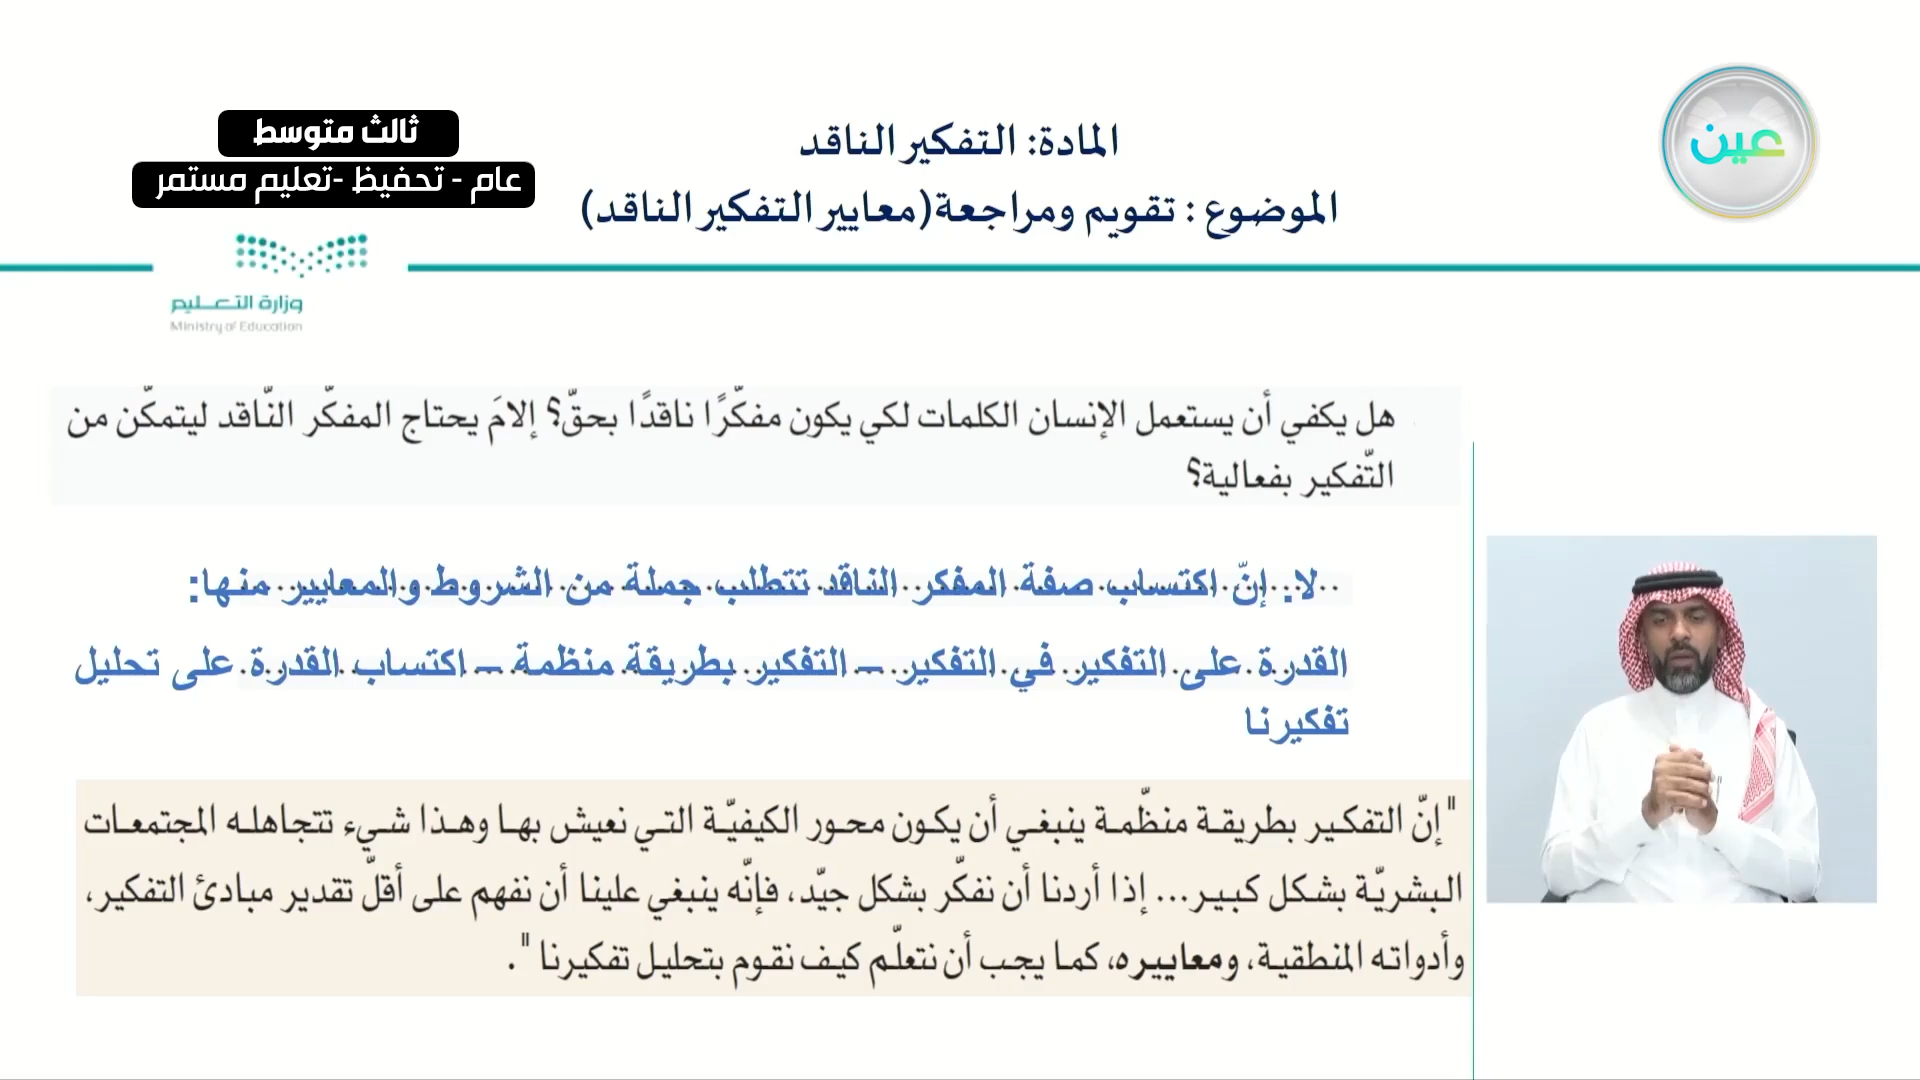 عين
المادة: التفكير الناقد
الموضوع : تقويم ومراجعة(معايير التفكير الناقد)
ثالث متوسط
عام - تحفيظ -تعليم مستمر
وزارة التعليم
Ministry of Education
هل يكفي أن يستعمل الإنسان الكلمات لكي يكون مفكّرًا ناقدًا بحقّ؟ إلامَ يحتاج المفكّر النّاقد ليتمكّن من
التّفكير بفعالية؟
لا: إنّ اكتساب صفة المفكر الناقد تتطلب جملة من الشروط والمعايير منها:
القدرة على التفكير في التفكير – التفكير بطريقة منظمة – اكتساب القدرة على تحليل
تفكيرنا
"إنّ التفكير بطريقة منظّمة ينبغي أن يكون محور الكيفيّة التي نعيش بها وهذا شيء تتجاهله المجتمعات
البشريّة بشكل كبير... إذا أردنا أن نفكّر بشكل جيّد، فإنّه ينبغي علينا أن نفهم على أقلّ تقدير مبادئ التفكير،
وأدواته المنطقية، ومعاييره، كما يجب أن نتعلّم كيف نقوم بتحليل تفكيرنا ".